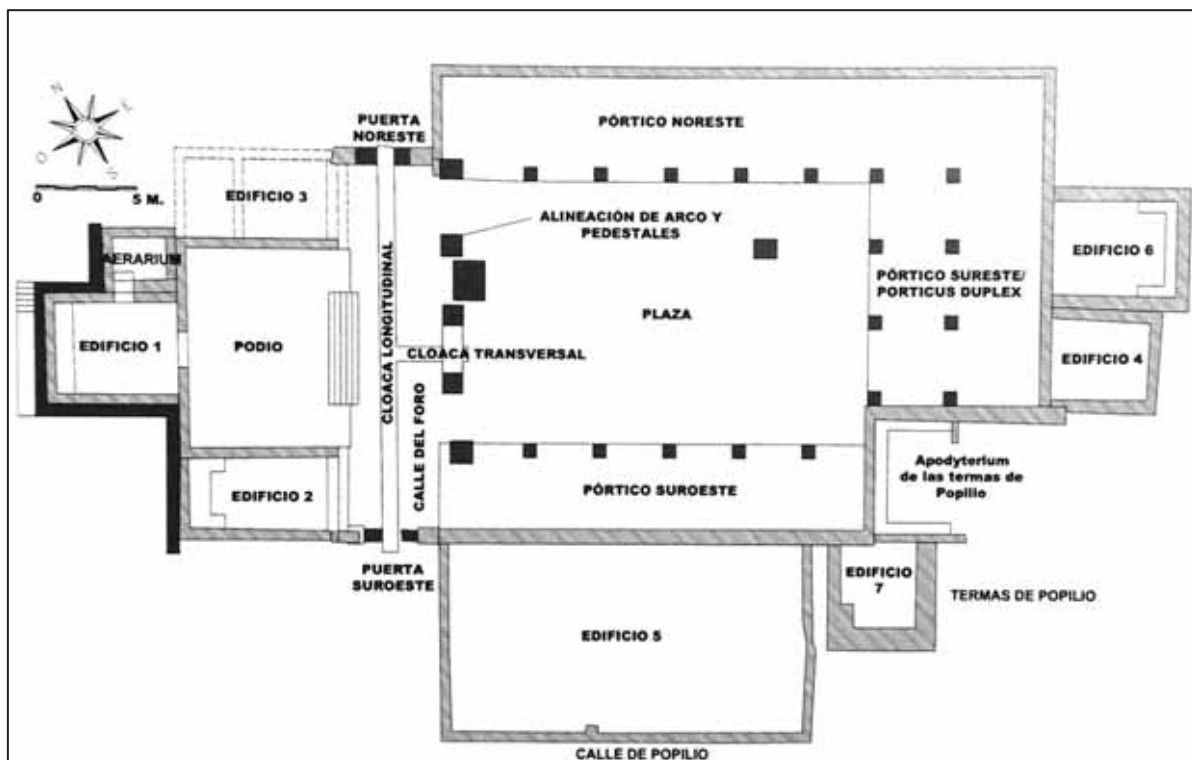 N
E
O
S
0 5 M.
PUERTA
NORESTE
PÓRTICO NORESTE
EDIFICIO 3
ALINEACIÓN DE ARCO Y
PEDESTALES
AERARIUM
EDIFICIO 6
PÓRTICO SURESTE/
PORTICUS DUPLEX
CLOACA LONGITUDINAL
PLAZA
EDIFICIO 1
PODIO
CLOACA TRANSVERSAL
EDIFICIO 4
CALLE DEL FORO
Apodyterium
de las termas de
Popilio
EDIFICIO 2
PÓRTICO SUROESTE
PUERTA
SUROESTE
EDIFICIO
7
TERMAS DE POPILIO
EDIFICIO 5
CALLE DE POPILIO